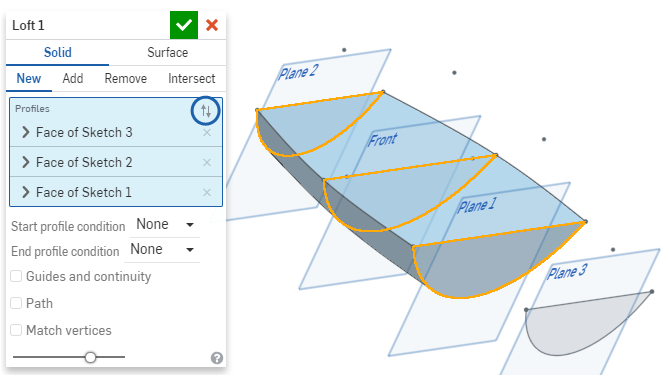 Loft 1
Solid Surface
New Add Remove Intersect
Profiles
Face of Sketch 3
Face of Sketch 2
Face of Sketch 1
Start profile condition None
End profile condition None
Guides and continuity
Path
Match vertices
Plane 2
Front
Plane 1
Plane 3